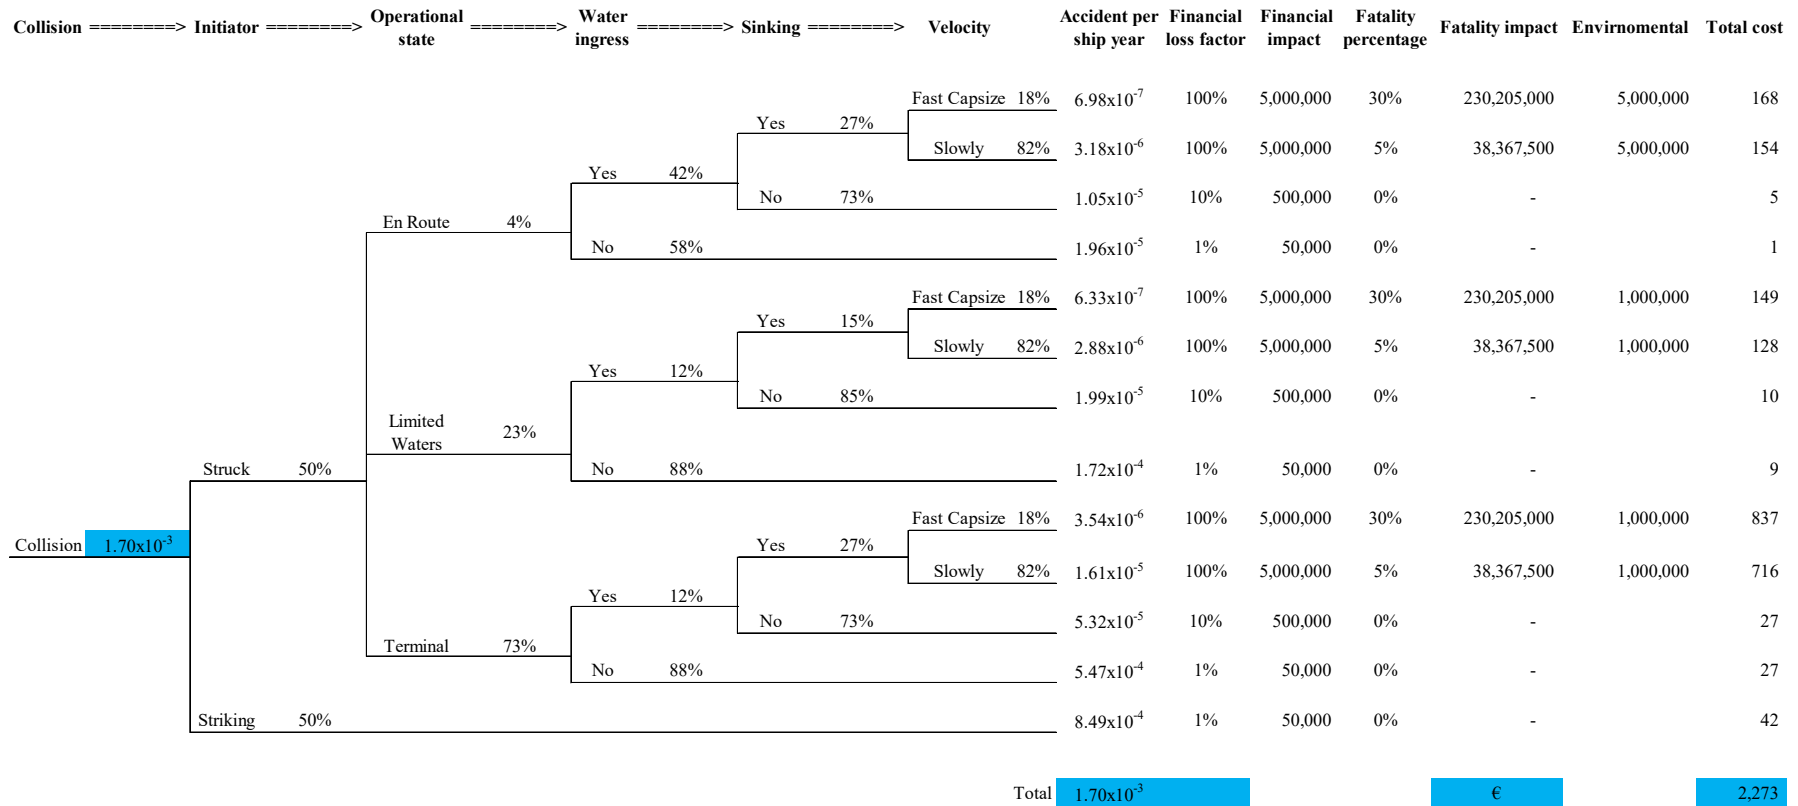 Collision ========> Initiator ========> Operational state ========> Water ingress ========> Sinking ========> Velocity Accident per ship year Financial loss factor Financial impact Fatality percentage Fatality impact Envirnomental Total cost
Fast Capsize 18% 6.98x10^-7 100% 5,000,000 30% 230,205,000 5,000,000 168
Yes 27%
Slowly 82% 3.18x10^-6 100% 5,000,000 5% 38,367,500 5,000,000 154
Yes 42%
No 73% 1.05x10^-5 10% 500,000 0% - 5
En Route 4%
No 58% 1.96x10^-5 1% 50,000 0% - 1
Fast Capsize 18% 6.33x10^-7 100% 5,000,000 30% 230,205,000 1,000,000 149
Yes 15%
Slowly 82% 2.88x10^-6 100% 5,000,000 5% 38,367,500 1,000,000 128
Yes 12%
No 85% 1.99x10^-5 10% 500,000 0% - 10
Limited Waters 23%
Struck 50% No 88% 1.72x10^-4 1% 50,000 0% - 9
Fast Capsize 18% 3.54x10^-6 100% 5,000,000 30% 230,205,000 1,000,000 837
Collision 1.70x10^-3 Yes 27%
Slowly 82% 1.61x10^-5 100% 5,000,000 5% 38,367,500 1,000,000 716
Yes 12%
No 73% 5.32x10^-5 10% 500,000 0% - 27
Terminal 73%
No 88% 5.47x10^-4 1% 50,000 0% - 27
Striking 50% 8.49x10^-4 1% 50,000 0% - 42
Total 1.70x10^-3 € 2,273